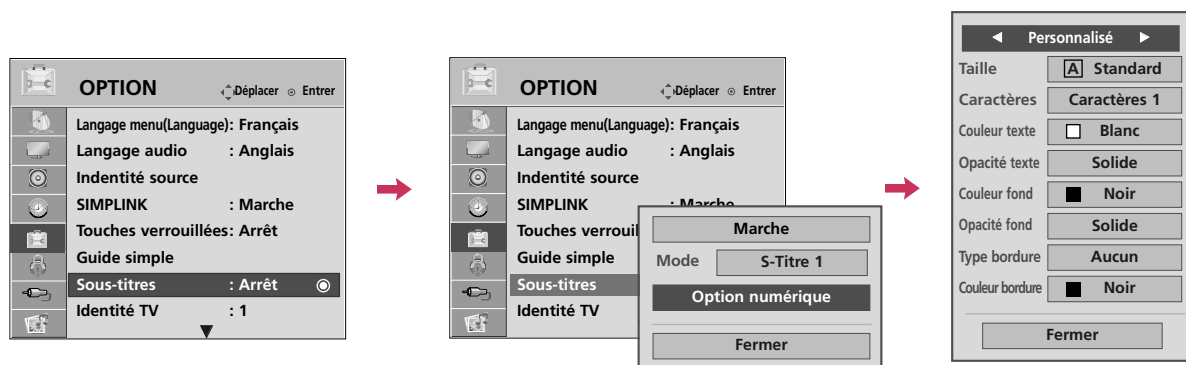 OPTION Déplacer Entrer
Langage menu(Language): Français
Langage audio : Anglais
Indentité source
SIMPLINK : Marche
Touches verrouillées: Arrêt
Guide simple
Sous-titres : Arrêt
Identité TV : 1
OPTION Déplacer Entrer
Langage menu(Language): Français
Langage audio : Anglais
Indentité source
SIMPLINK : Marche
Touches verrouil
Guide simple
Sous-titres
Identité TV
Marche
Mode S-Titre 1
Option numérique
Fermer
Personnalisé
Taille A Standard
Caractères Caractères 1
Couleur texte Blanc
Opacité texte Solide
Couleur fond Noir
Opacité fond Solide
Type bordure Aucun
Couleur bordure Noir
Fermer